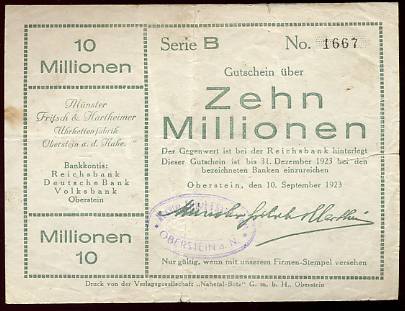 10
Millionen
Münster
Fritsch & Hartheimer
Uhrkettenfabrik
Oberstein a. d. Nahe.
Bankkonti:
Reichsbank
Deutsche Bank
Volksbank
Oberstein
Millionen
10
Serie B No. 1667
Gutschein über
Zehn
Millionen
Der Gegenwert ist bei der Reichsbank hinterlegt
Dieser Gutschein ist bis 31. Dezember 1923 bei den
bezeichneten Banken einzureichen
Oberstein, den 10. September 1923
OBERSTEIN a. N.
Nur gültig, wenn mit unserem Firmen-Stempel versehen
Druck von der Verlagsgesellschaft „Nahetal-Bote" G. m. b. H., Oberstein